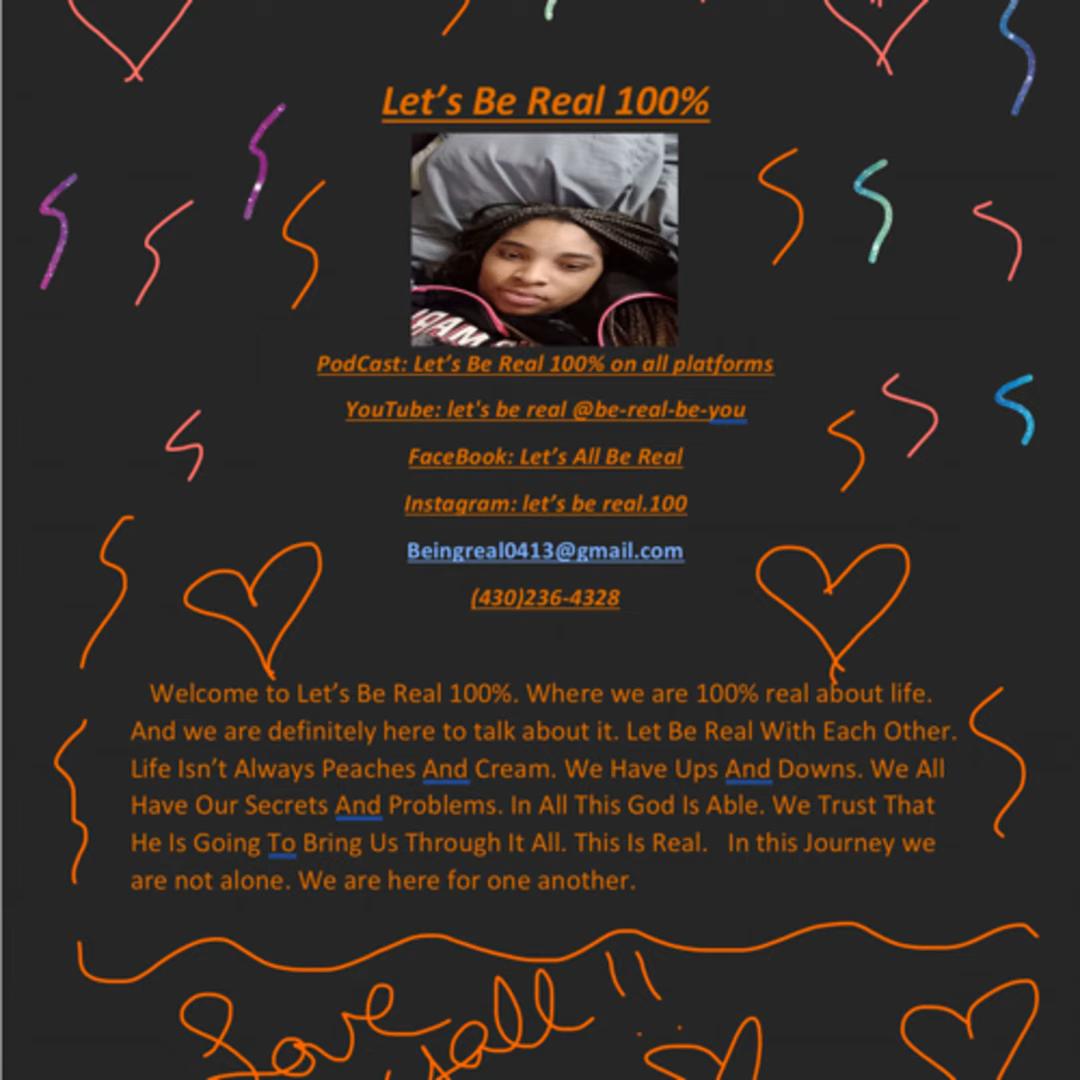 Let’s Be Real 100%
HAM
PodCast: Let’s Be Real 100% on all platforms
YouTube: let's be real @be-real-be-you
FaceBook: Let’s All Be Real
Instagram: let’s be real.100
Beingreal0413@gmail.com
(430)236-4328
Welcome to Let’s Be Real 100%. Where we are 100% real about life.
And we are definitely here to talk about it. Let Be Real With Each Other.
Life Isn’t Always Peaches And Cream. We Have Ups And Downs. We All
Have Our Secrets And Problems. In All This God Is Able. We Trust That
He Is Going To Bring Us Through It All. This Is Real.   In this Journey we
are not alone. We are here for one another.
Love yall !!